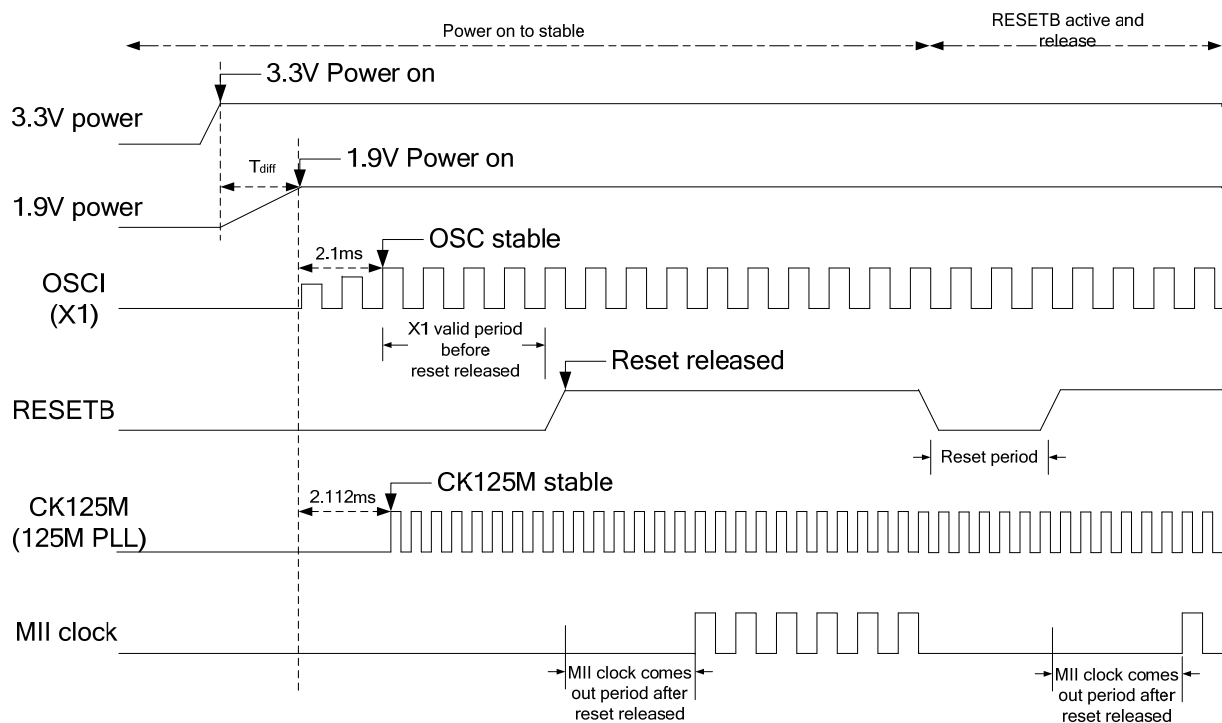 Power on to stable
RESETB active and
release
3.3V Power on
3.3V power
Tdiff
1.9V Power on
1.9V power
2.1ms
OSC stable
OSCI
(X1)
X1 valid period
before
reset released
Reset released
RESETB
Reset period
2.112ms
CK125M stable
CK125M
(125M PLL)
MII clock
MII clock comes
out period after
reset released
MII clock comes
out period after
reset released